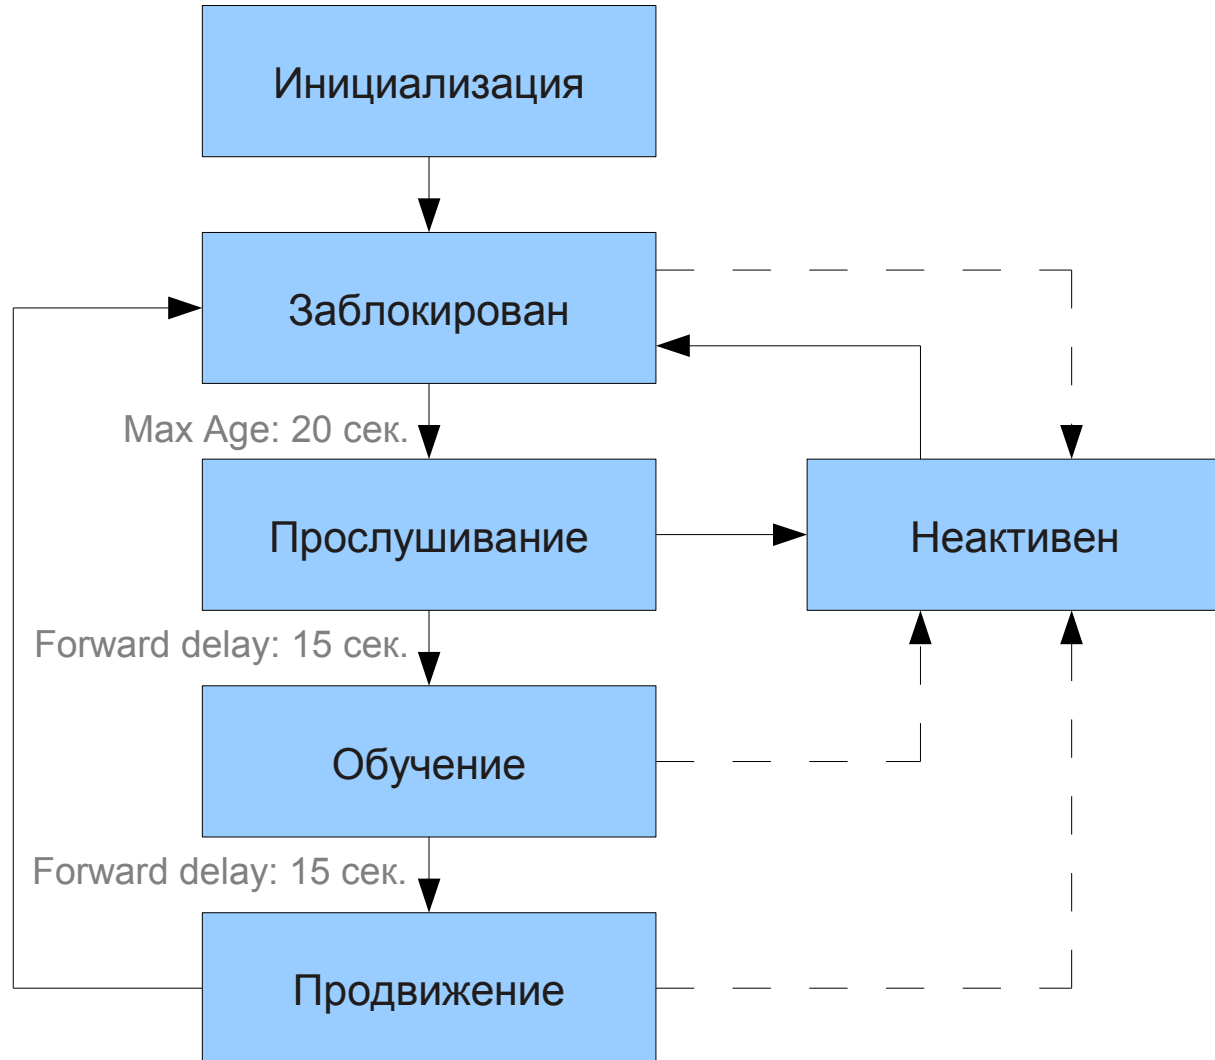 Инициализация
Заблокирован
Max Age: 20 сек.
Прослушивание
Неактивен
Forward delay: 15 сек.
Обучение
Forward delay: 15 сек.
Продвижение